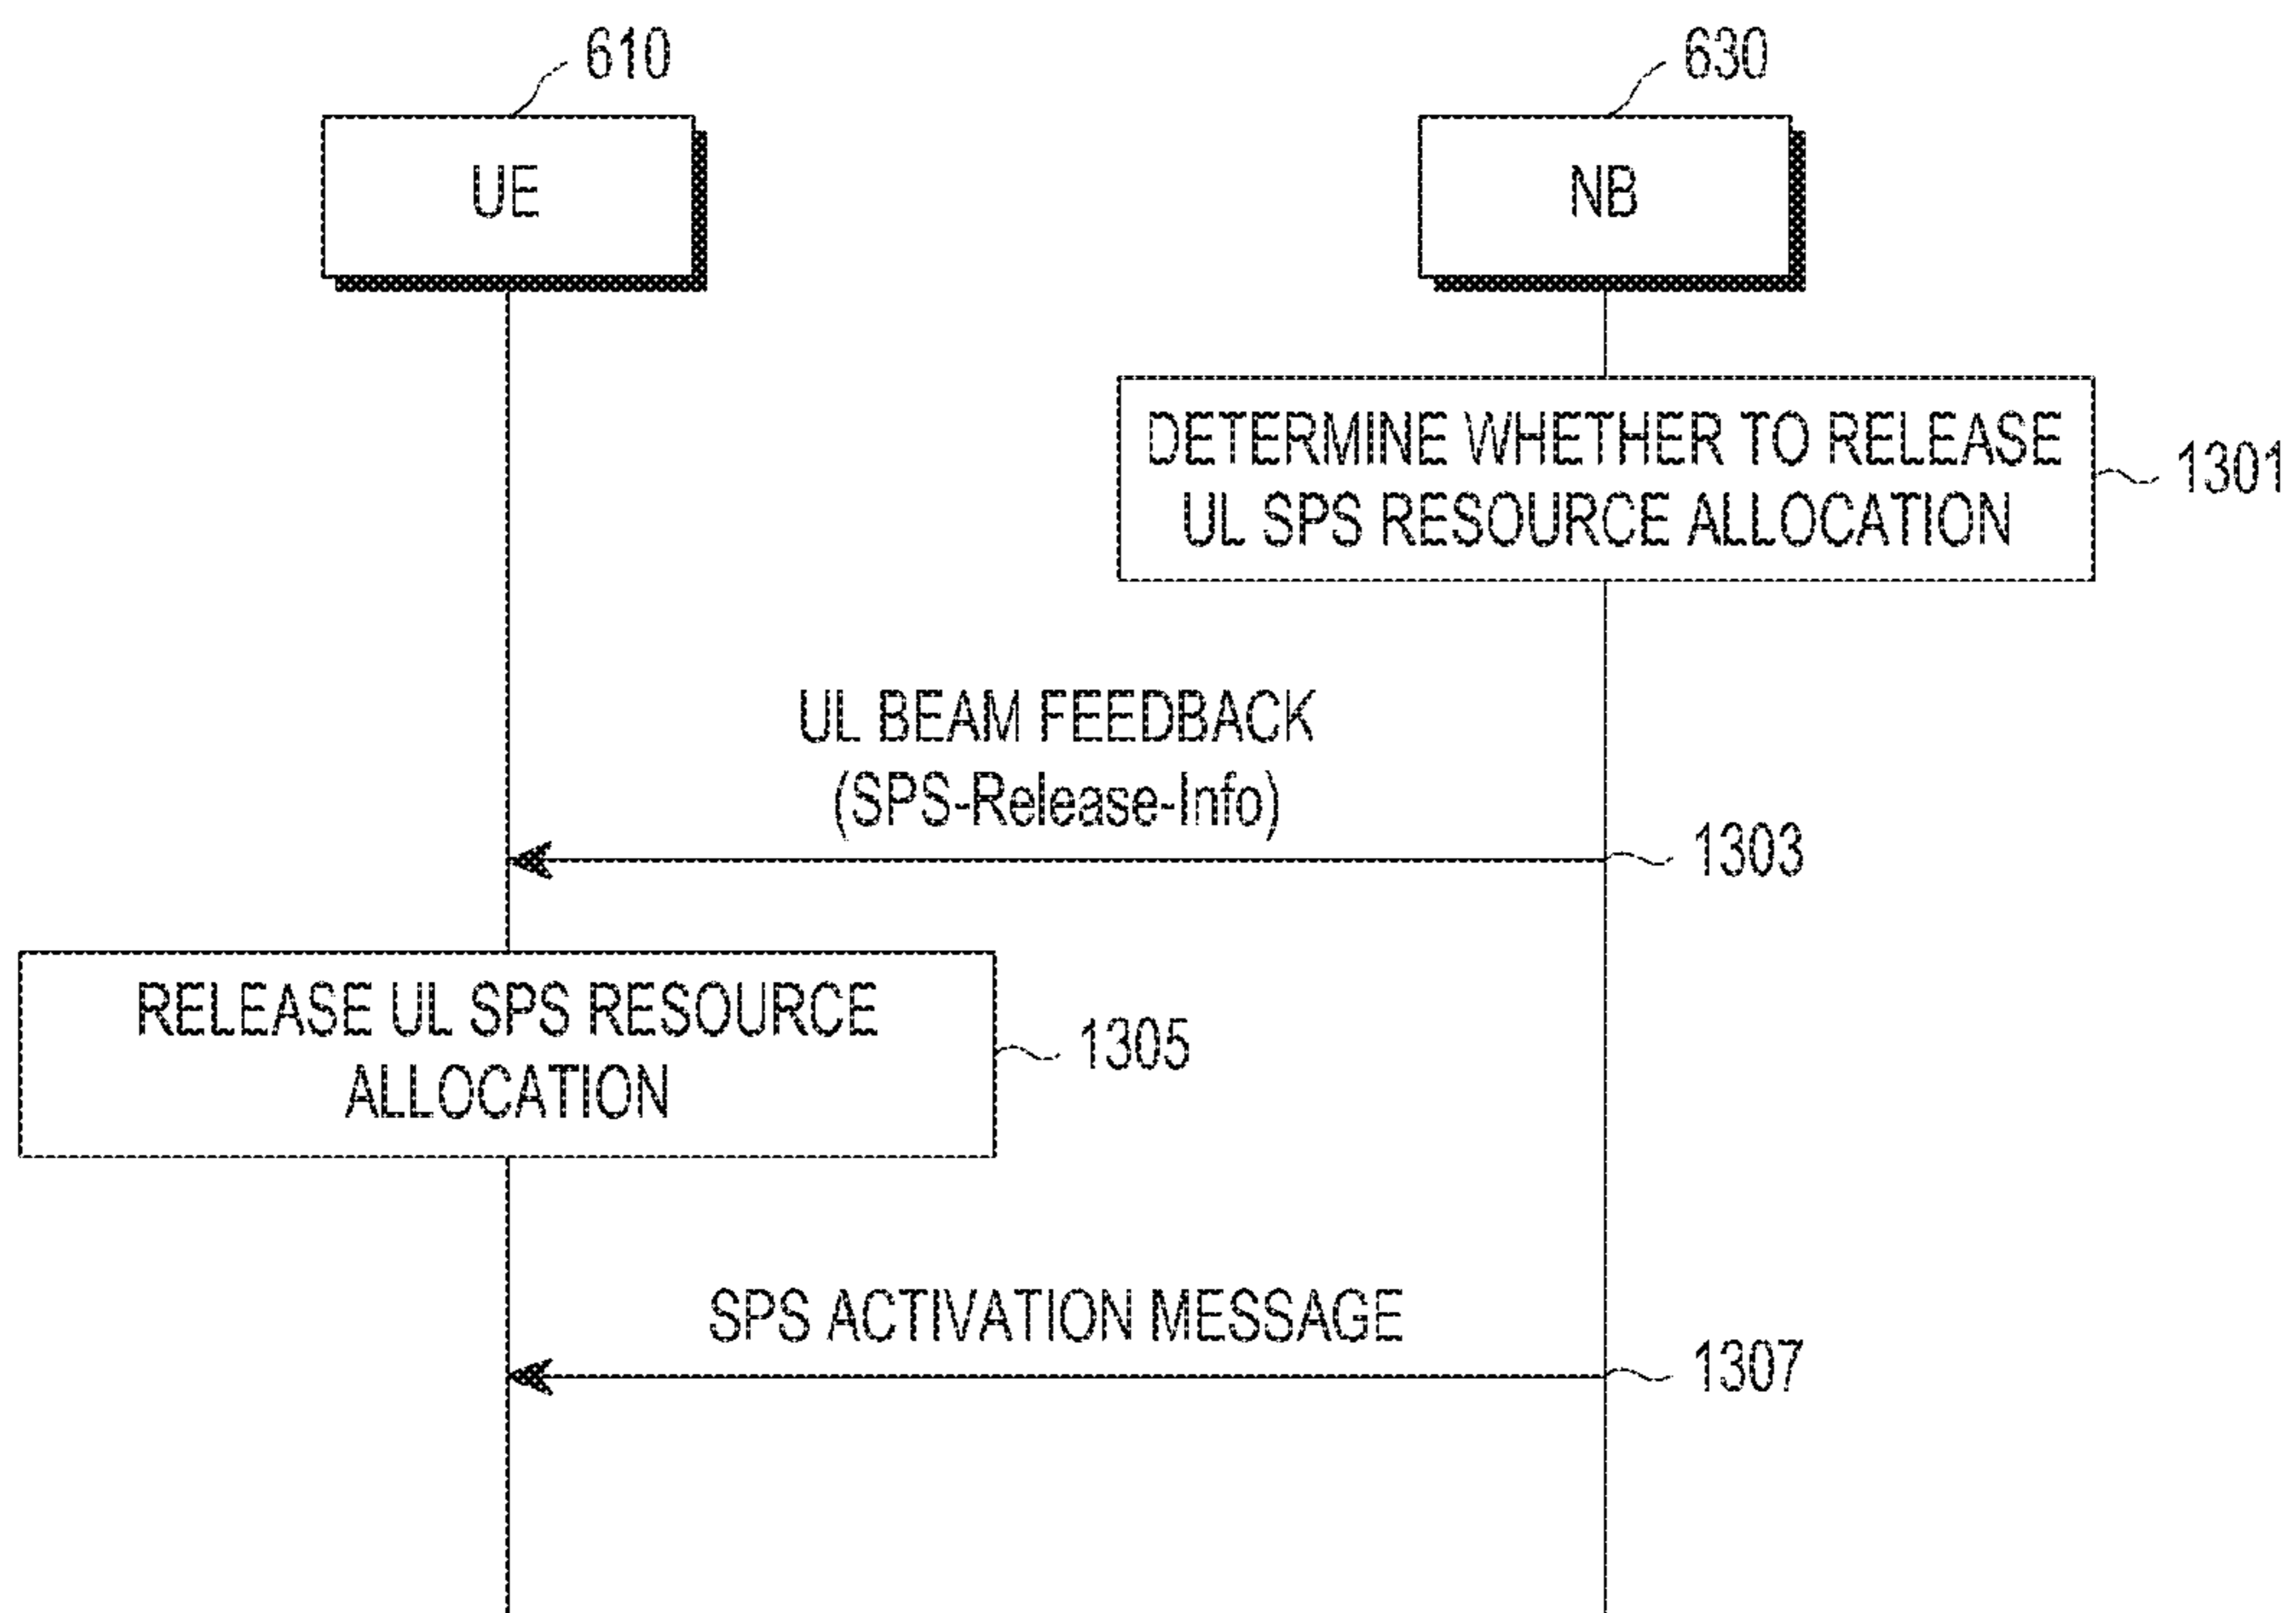 610
630
UE
NB
DETERMINE WHETHER TO RELEASE
UL SPS RESOURCE ALLOCATION
1301
UL BEAM FEEDBACK
(SPS-Release-Info)
1303
RELEASE UL SPS RESOURCE
ALLOCATION
1305
SPS ACTIVATION MESSAGE
1307